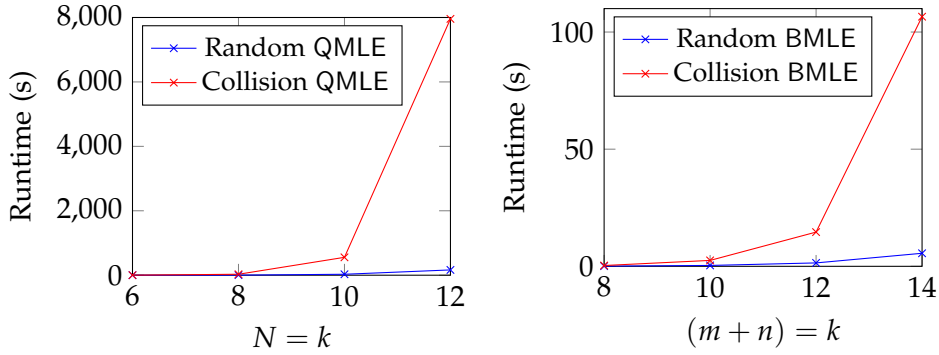 8,000
6,000
4,000
2,000
0
6
8
10
12
Runtime (s)
N = k
Random QMLE
Collision QMLE
100
50
0
8
10
12
14
Runtime (s)
(m + n) = k
Random BMLE
Collision BMLE